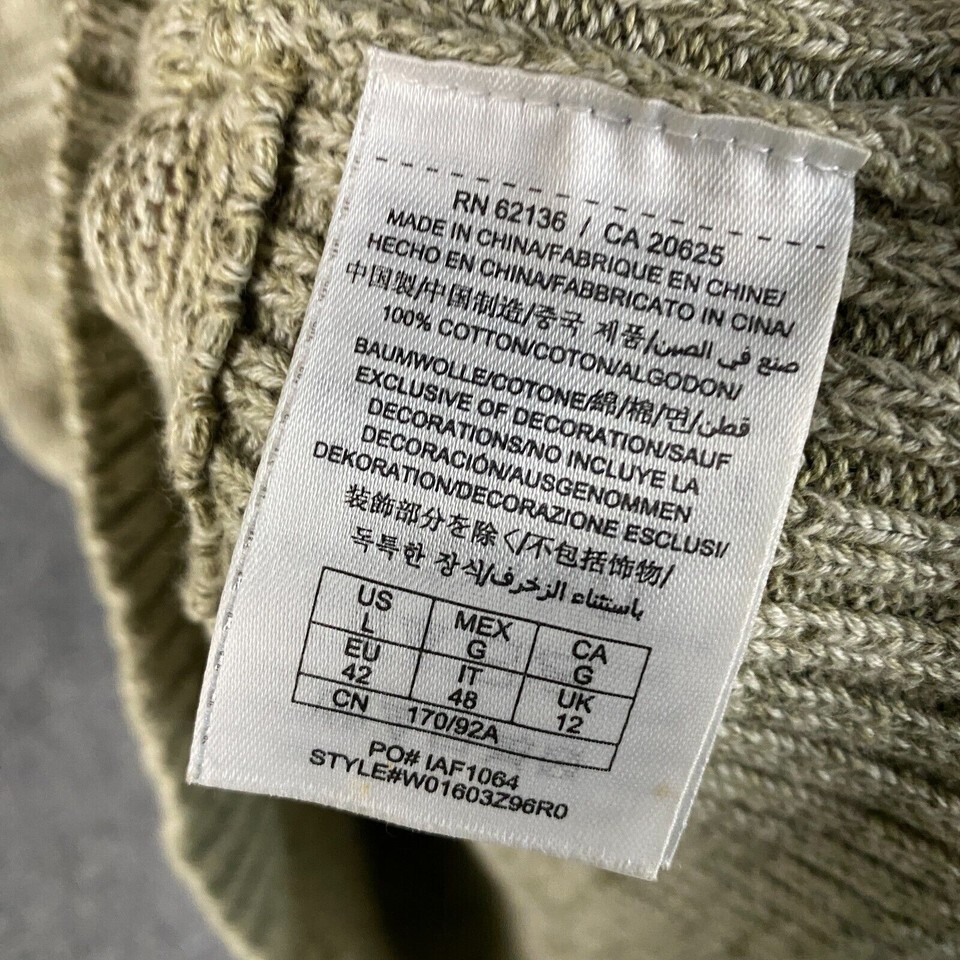 RN 62136 / CA 20625
MADE IN CHINA/FABRIQUE EN CHINE/
HECHO EN CHINA/FABBRICATO IN CINA/
中国製/中国制造/중국 제품/صنع في الصين
100% COTTON/COTON/ALGODON/
BAUMWOLLE/COTONE/綿/棉/면/قطن
EXCLUSIVE OF DECORATION/SAUF
DECORATIONS/NO INCLUYE LA
DECORACIÓN/AUSGENOMMEN
DEKORATION/DECORAZIONE ESCLUSI/
装飾部分を除く/不包括饰物/
독특한 장식/باستثناء الزخرف
US MEX CA
L G G
EU IT UK
42 48 12
CN 170/92A
PO# IAF1064
STYLE#W01603Z96R0